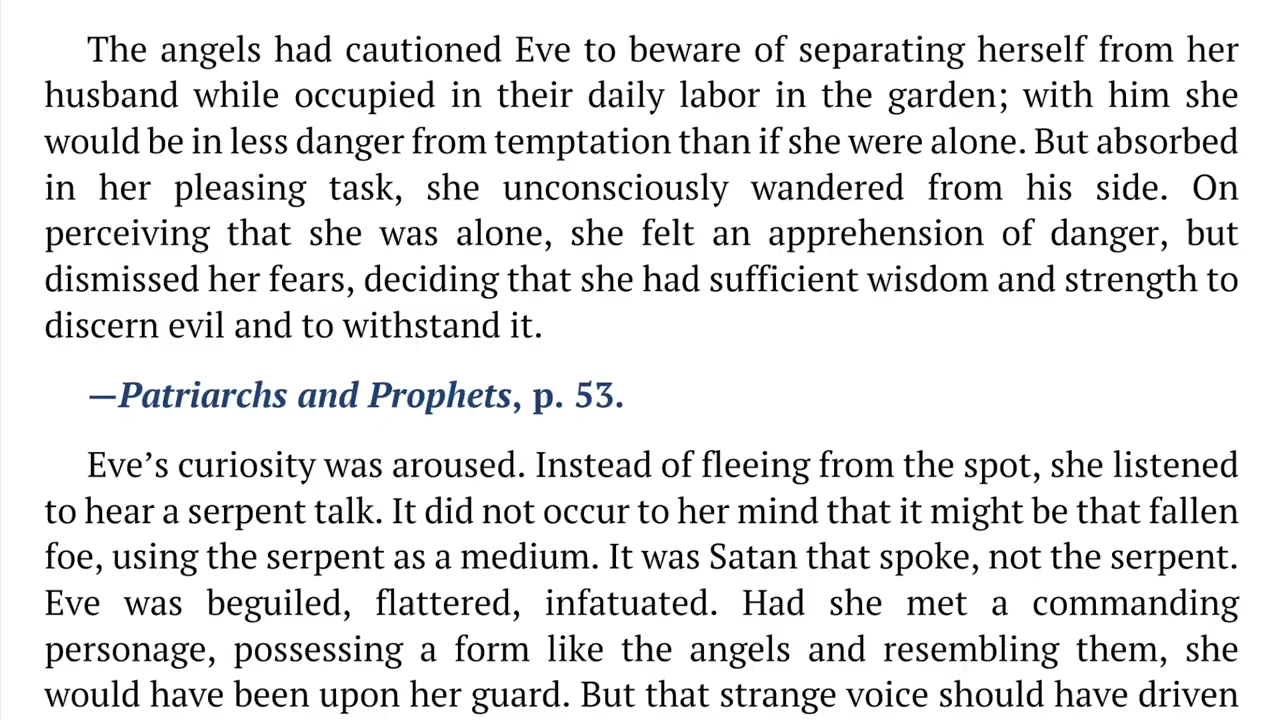 The angels had cautioned Eve to beware of separating herself from her
husband while occupied in their daily labor in the garden; with him she
would be in less danger from temptation than if she were alone. But absorbed
in her pleasing task, she unconsciously wandered from his side. On
perceiving that she was alone, she felt an apprehension of danger, but
dismissed her fears, deciding that she had sufficient wisdom and strength to
discern evil and to withstand it.
—Patriarchs and Prophets, p. 53.
Eve’s curiosity was aroused. Instead of fleeing from the spot, she listened
to hear a serpent talk. It did not occur to her mind that it might be that fallen
foe, using the serpent as a medium. It was Satan that spoke, not the serpent.
Eve was beguiled, flattered, infatuated. Had she met a commanding
personage, possessing a form like the angels and resembling them, she
would have been upon her guard. But that strange voice should have driven